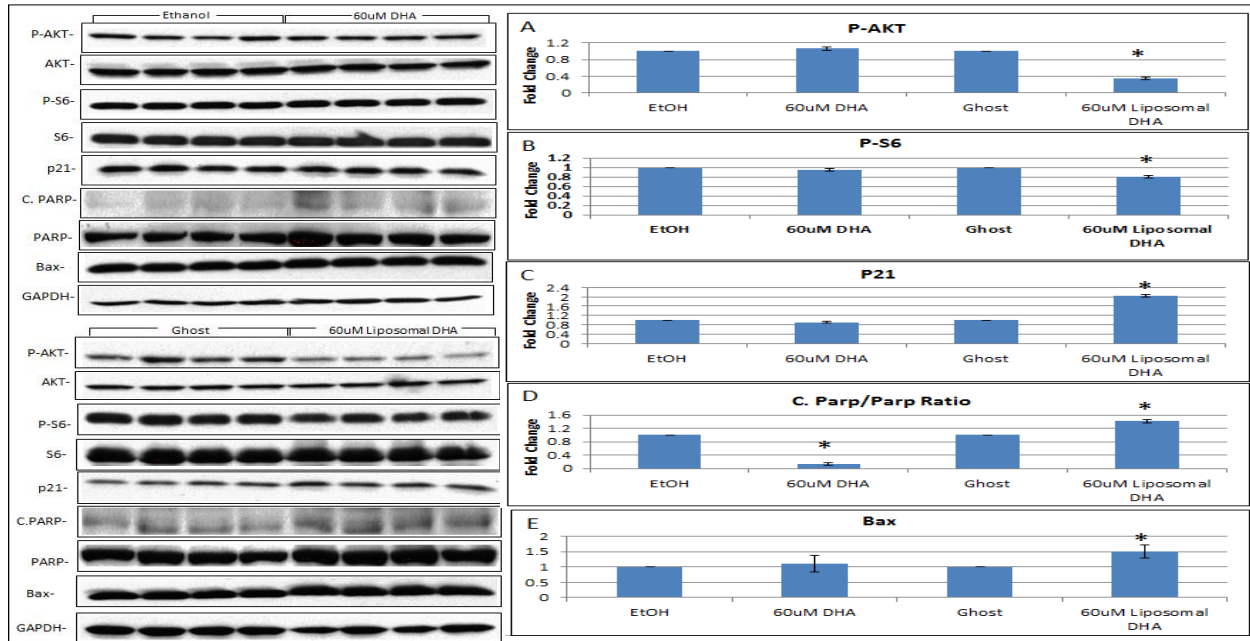 Ethanol 60uM DHA
P-AKT-
AKT-
P-S6-
S6-
p21-
C. PARP-
PARP-
Bax-
GAPDH-
Ghost 60uM Liposomal DHA
P-AKT-
AKT-
P-S6-
S6-
p21-
C.PARP-
PARP-
Bax-
GAPDH-
A
P-AKT
Fold Change
1.2
0.8
0.4
0
*
EtOH 60uM DHA Ghost 60uM Liposomal
DHA
B
P-S6
Fold Change
1.2
1
0.8
0.6
0.4
0.2
0
*
EtOH 60uM DHA Ghost 60uM Liposomal
DHA
C
P21
Fold Change
2.4
2
1.6
1.2
0.8
0.4
0
*
EtOH 60uM DHA Ghost 60uM Liposomal
DHA
D
C. Parp/Parp Ratio
Fold Change
1.6
1.2
0.8
0.4
0
* *
EtOH 60uM DHA Ghost 60uM Liposomal
DHA
E
Bax
Fold Change
2
1.5
1
0.5
0
*
EtOH 60uM DHA Ghost 60uM Liposomal
DHA